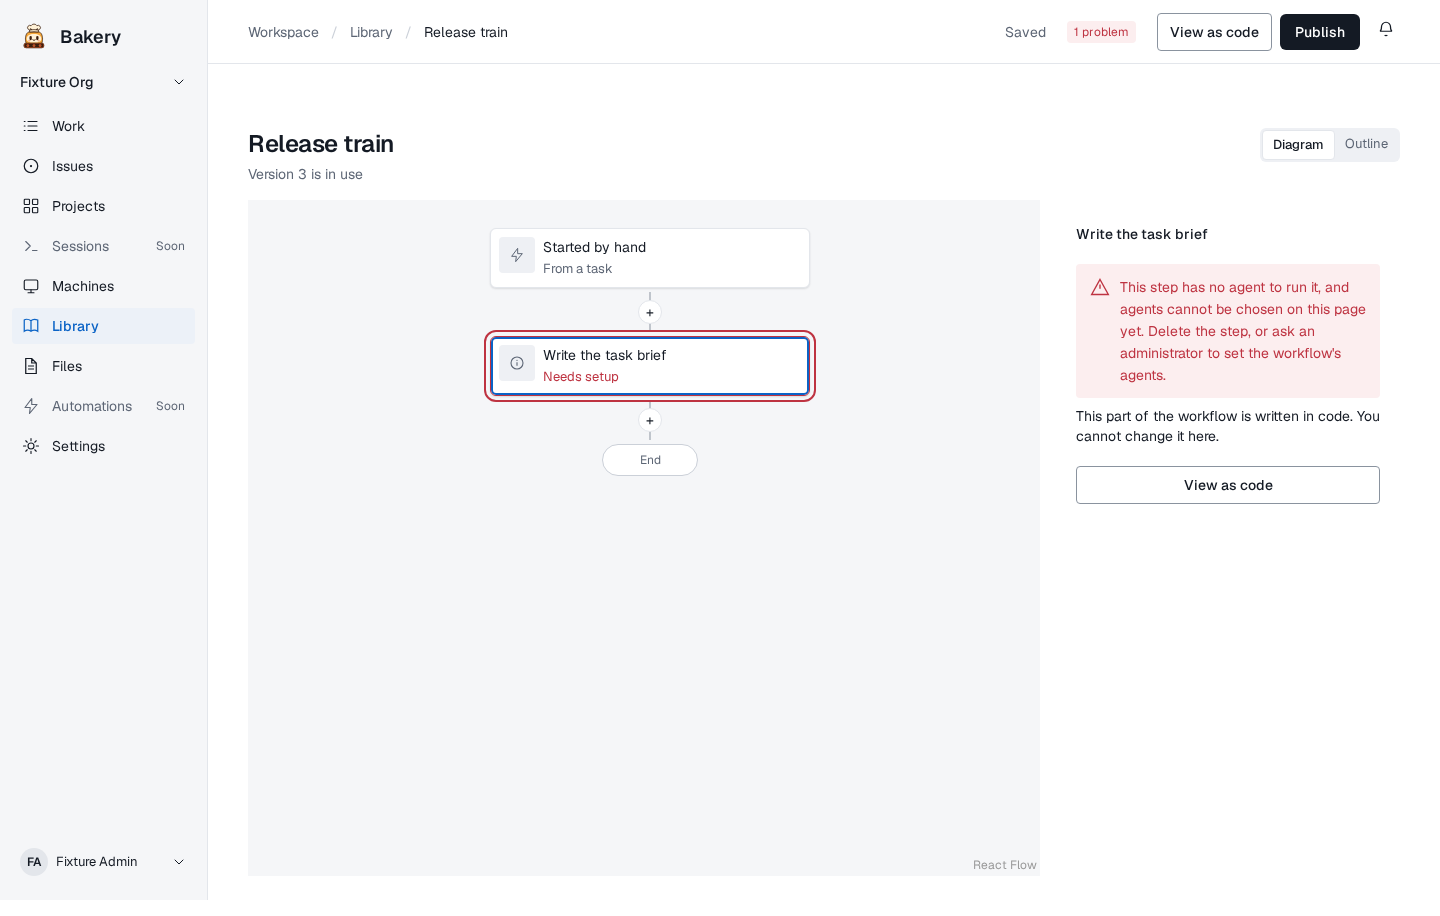 Bakery
Fixture Org
Work
Issues
Projects
Sessions Soon
Machines
Library
Files
Automations Soon
Settings
FA Fixture Admin
Workspace / Library / Release train
Saved 1 problem View as code Publish
Release train
Version 3 is in use
Diagram Outline
Started by hand
From a task
+
Write the task brief
Needs setup
+
End
React Flow
Write the task brief
This step has no agent to run it, and
agents cannot be chosen on this page
yet. Delete the step, or ask an
administrator to set the workflow's
agents.
This part of the workflow is written in code. You
cannot change it here.
View as code